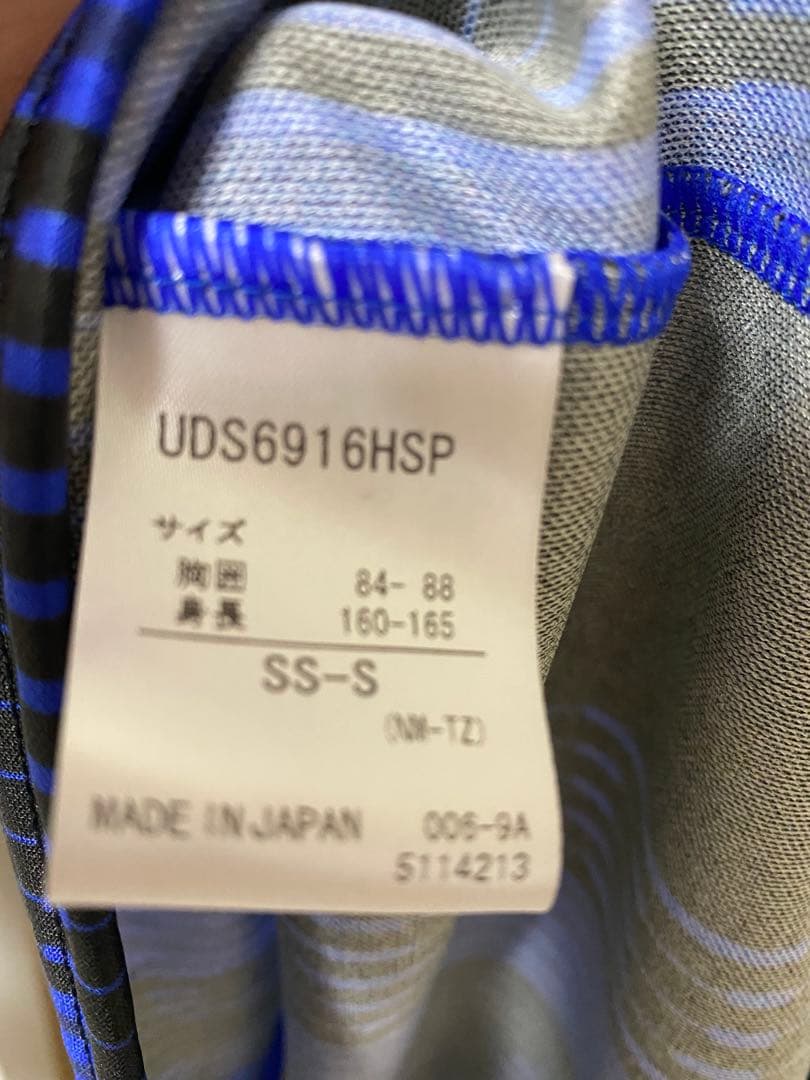 UDS6916HSP
サイズ
胸囲 84- 88
身長 160-165
SS-S
(NM-TZ)
MADE IN JAPAN 006-9A
5114213